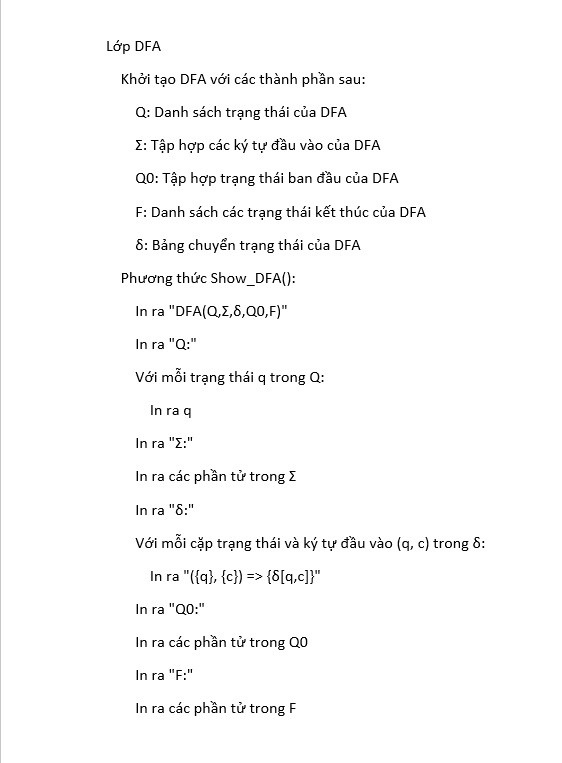 Lớp DFA
Khởi tạo DFA với các thành phần sau:
Q: Danh sách trạng thái của DFA
Σ: Tập hợp các ký tự đầu vào của DFA
Q0: Tập hợp trạng thái ban đầu của DFA
F: Danh sách các trạng thái kết thúc của DFA
δ: Bảng chuyển trạng thái của DFA
Phương thức Show_DFA():
In ra "DFA(Q,Σ,δ,Q0,F)"
In ra "Q:"
Với mỗi trạng thái q trong Q:
In ra q
In ra "Σ:"
In ra các phần tử trong Σ
In ra "δ:"
Với mỗi cặp trạng thái và ký tự đầu vào (q, c) trong δ:
In ra "({q}, {c}) => {δ[q,c]}"
In ra "Q0:"
In ra các phần tử trong Q0
In ra "F:"
In ra các phần tử trong F